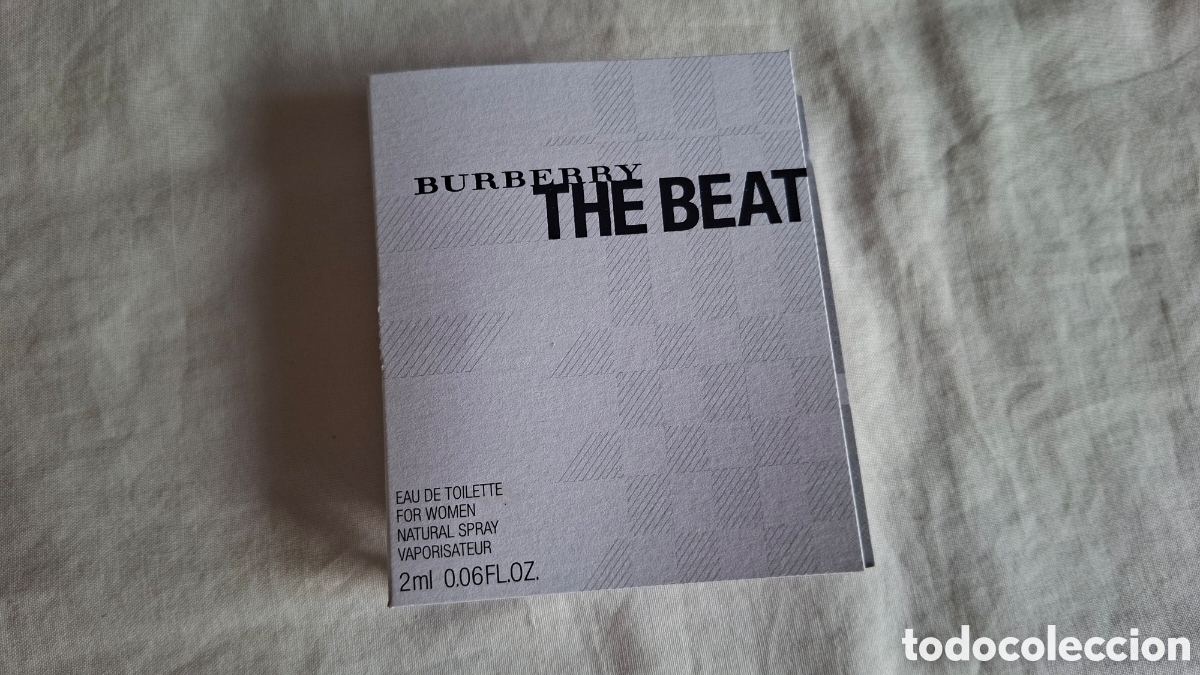 BURBERRY
THE BEAT
EAU DE TOILETTE
FOR WOMEN
NATURAL SPRAY
VAPORISATEUR
2ml 0.06FL.OZ.
todocoleccion